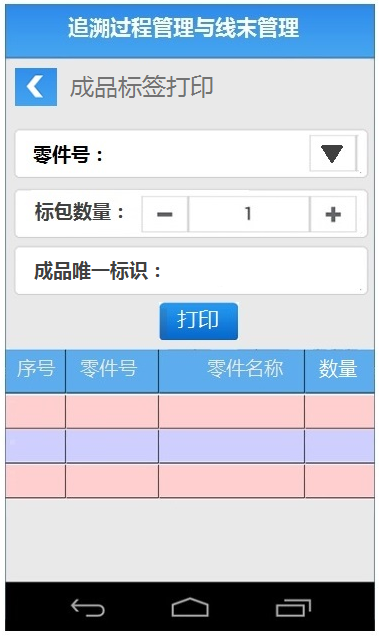 追溯过程管理与线末管理
成品标签打印
零件号：
标包数量： 1
成品唯一标识：
打印
序号 零件号 零件名称 数量